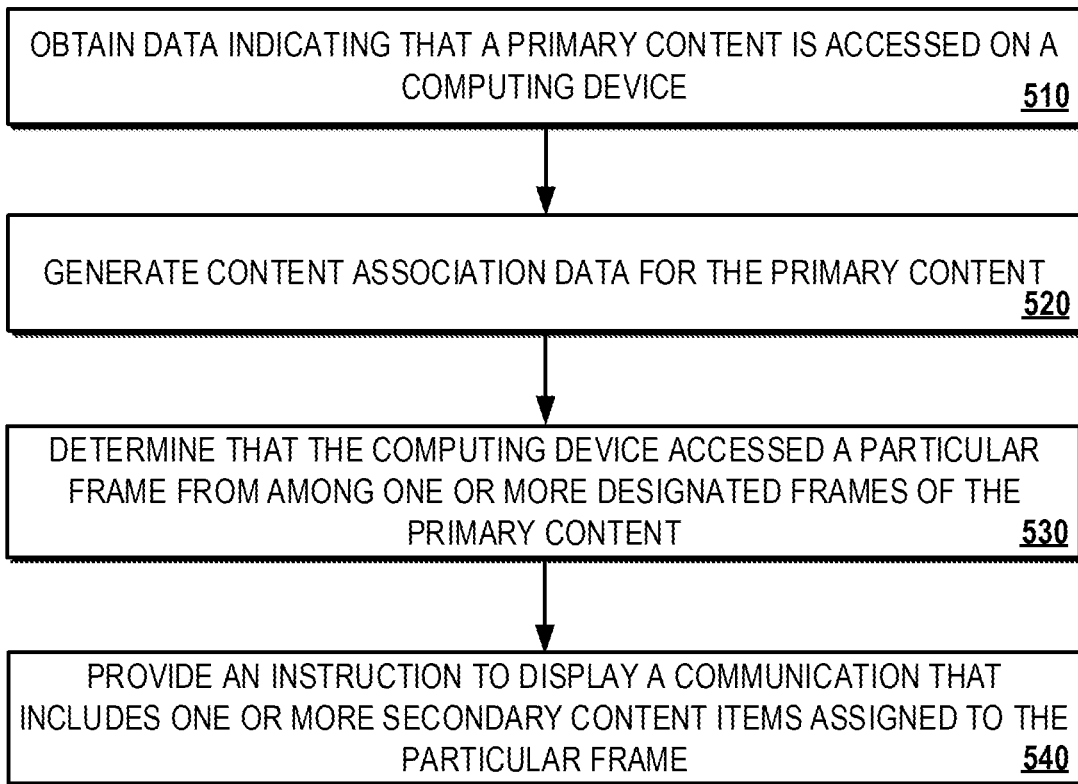 OBTAIN DATA INDICATING THAT A PRIMARY CONTENT IS ACCESSED ON A
COMPUTING DEVICE
510
GENERATE CONTENT ASSOCIATION DATA FOR THE PRIMARY CONTENT
520
DETERMINE THAT THE COMPUTING DEVICE ACCESSED A PARTICULAR
FRAME FROM AMONG ONE OR MORE DESIGNATED FRAMES OF THE
PRIMARY CONTENT
530
PROVIDE AN INSTRUCTION TO DISPLAY A COMMUNICATION THAT
INCLUDES ONE OR MORE SECONDARY CONTENT ITEMS ASSIGNED TO THE
PARTICULAR FRAME
540